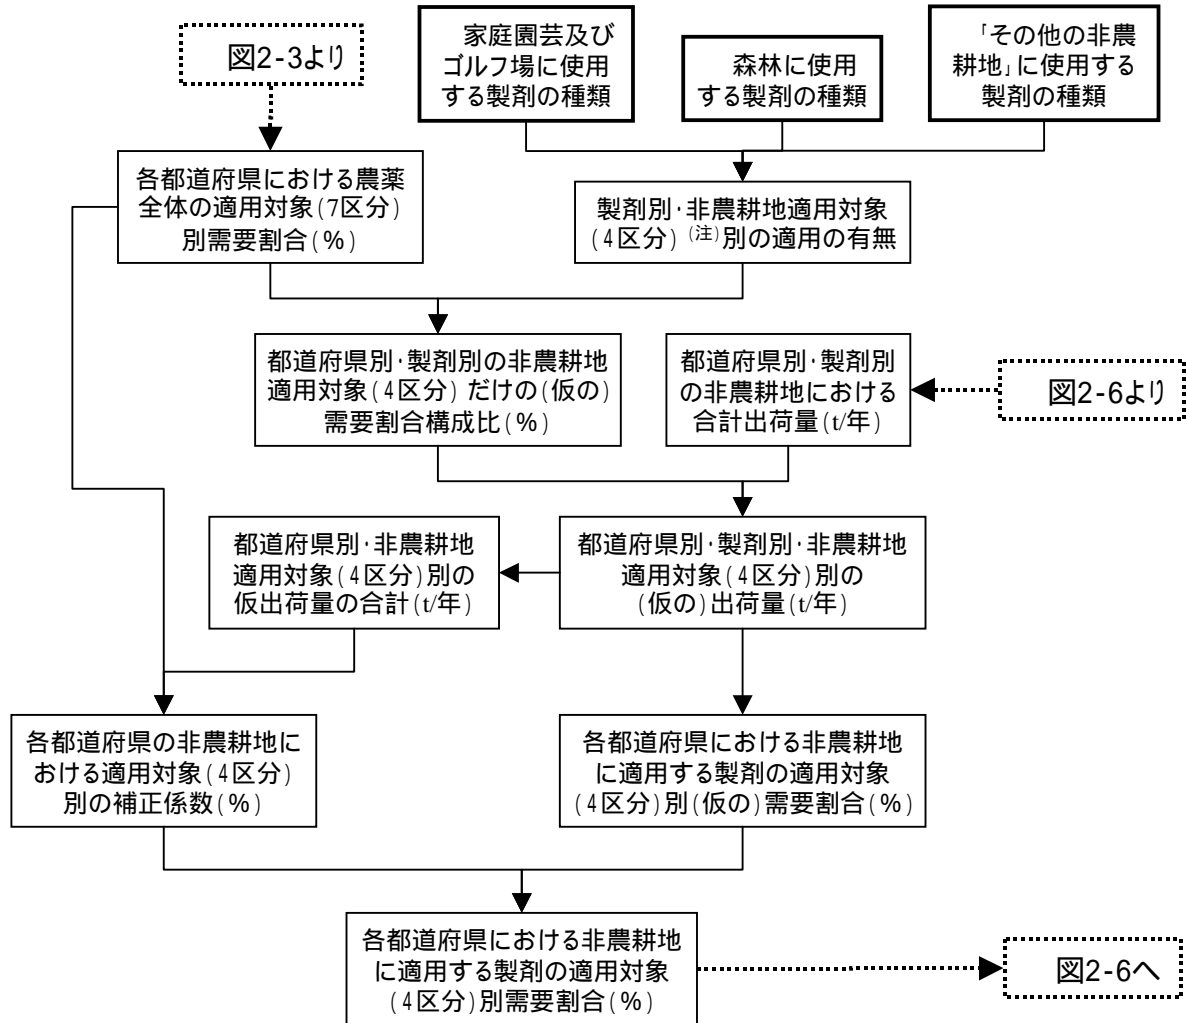 図2-3より
家庭園芸及び
ゴルフ場に使用
する製剤の種類
森林に使用
する製剤の種類
「その他の非農
耕地」に使用する
製剤の種類
各都道府県における農薬
全体の適用対象(7区分)
別需要割合(%)
製剤別・非農耕地適用対象
(4区分)(注)別の適用の有無
都道府県別・製剤別の非農耕地
適用対象(4区分)だけの(仮の)
需要割合構成比(%)
都道府県別・製剤別
の非農耕地における
合計出荷量(t/年)
図2-6より
都道府県別・非農耕地
適用対象(4区分)別の
仮出荷量の合計(t/年)
都道府県別・製剤別・非農耕地
適用対象(4区分)別の
(仮の)出荷量(t/年)
各都道府県の非農耕地に
おける適用対象(4区分)
別の補正係数(%)
各都道府県における非農耕地
に適用する製剤の適用対象
(4区分)別(仮の)需要割合(%)
各都道府県における非農耕地
に適用する製剤の適用対象
(4区分)別需要割合(%)
図2-6へ